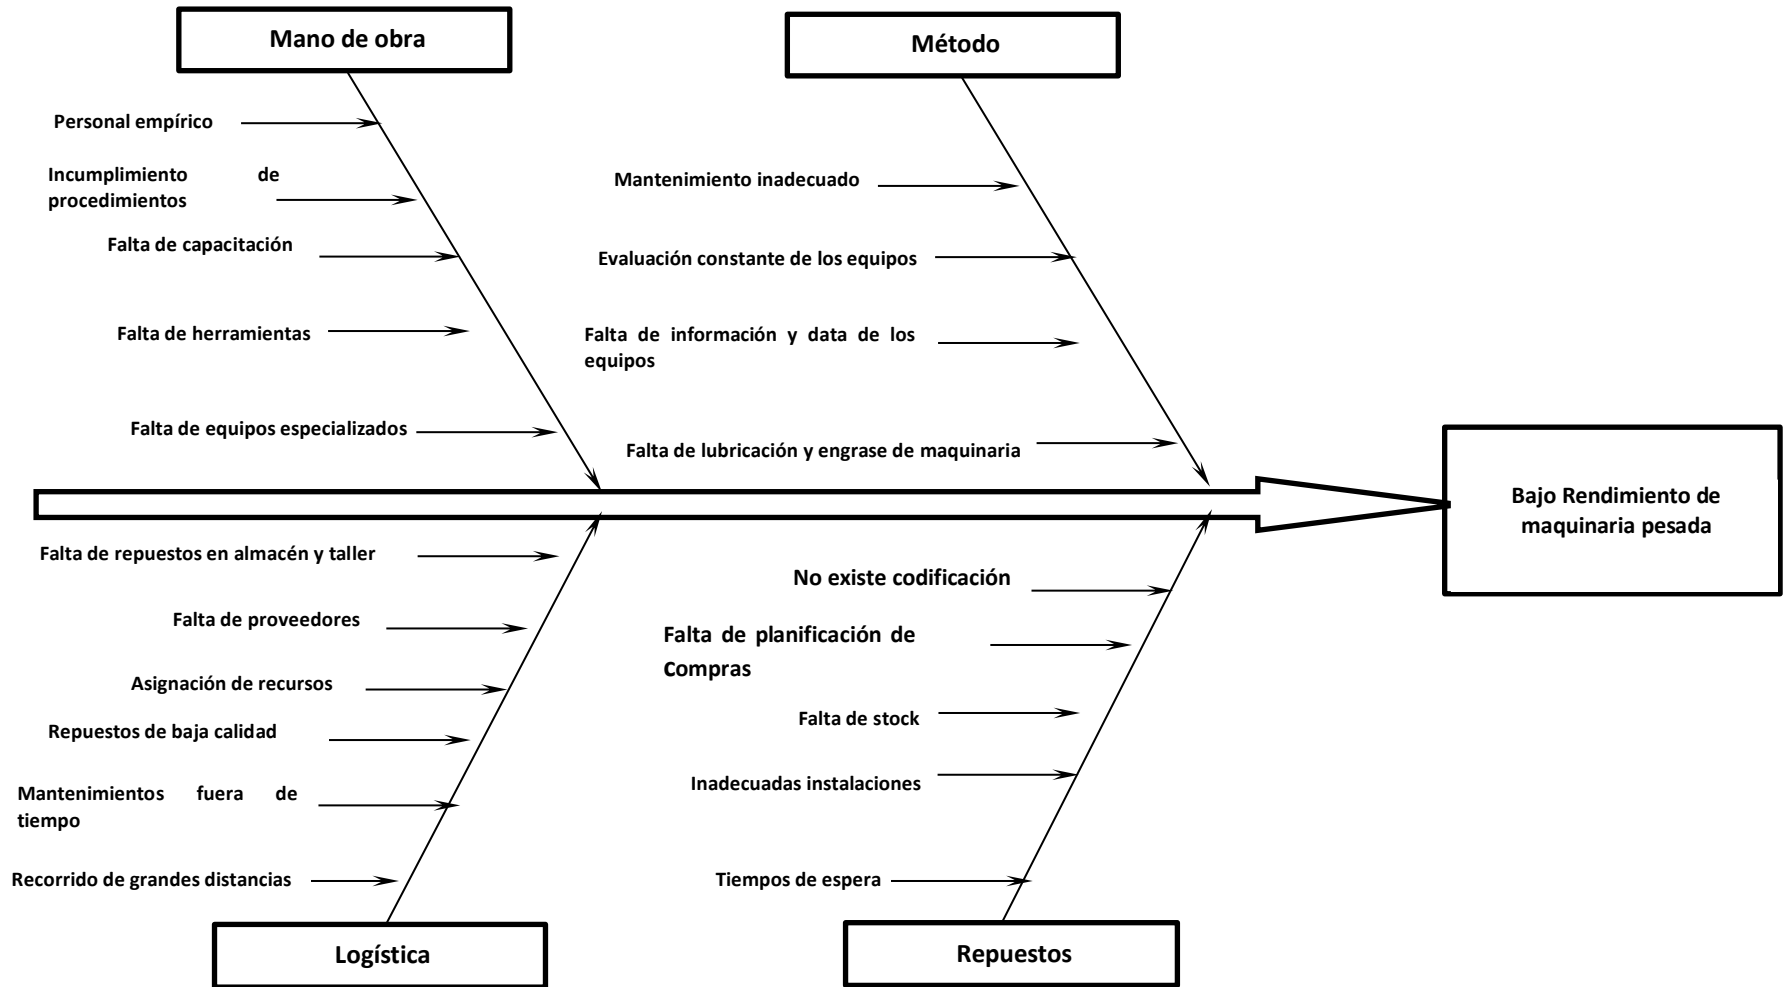 Mano de obra
Método
Personal empírico
Incumplimiento de
procedimientos
Falta de capacitación
Falta de herramientas
Falta de equipos especializados
Mantenimiento inadecuado
Evaluación constante de los equipos
Falta de información y data de los
equipos
Falta de lubricación y engrase de maquinaria
Bajo Rendimiento de
maquinaria pesada
Falta de repuestos en almacén y taller
Falta de proveedores
Asignación de recursos
Repuestos de baja calidad
Mantenimientos fuera de
tiempo
Recorrido de grandes distancias
No existe codificación
Falta de planificación de
compras
Falta de stock
Inadecuadas instalaciones
Tiempos de espera
Logística
Repuestos